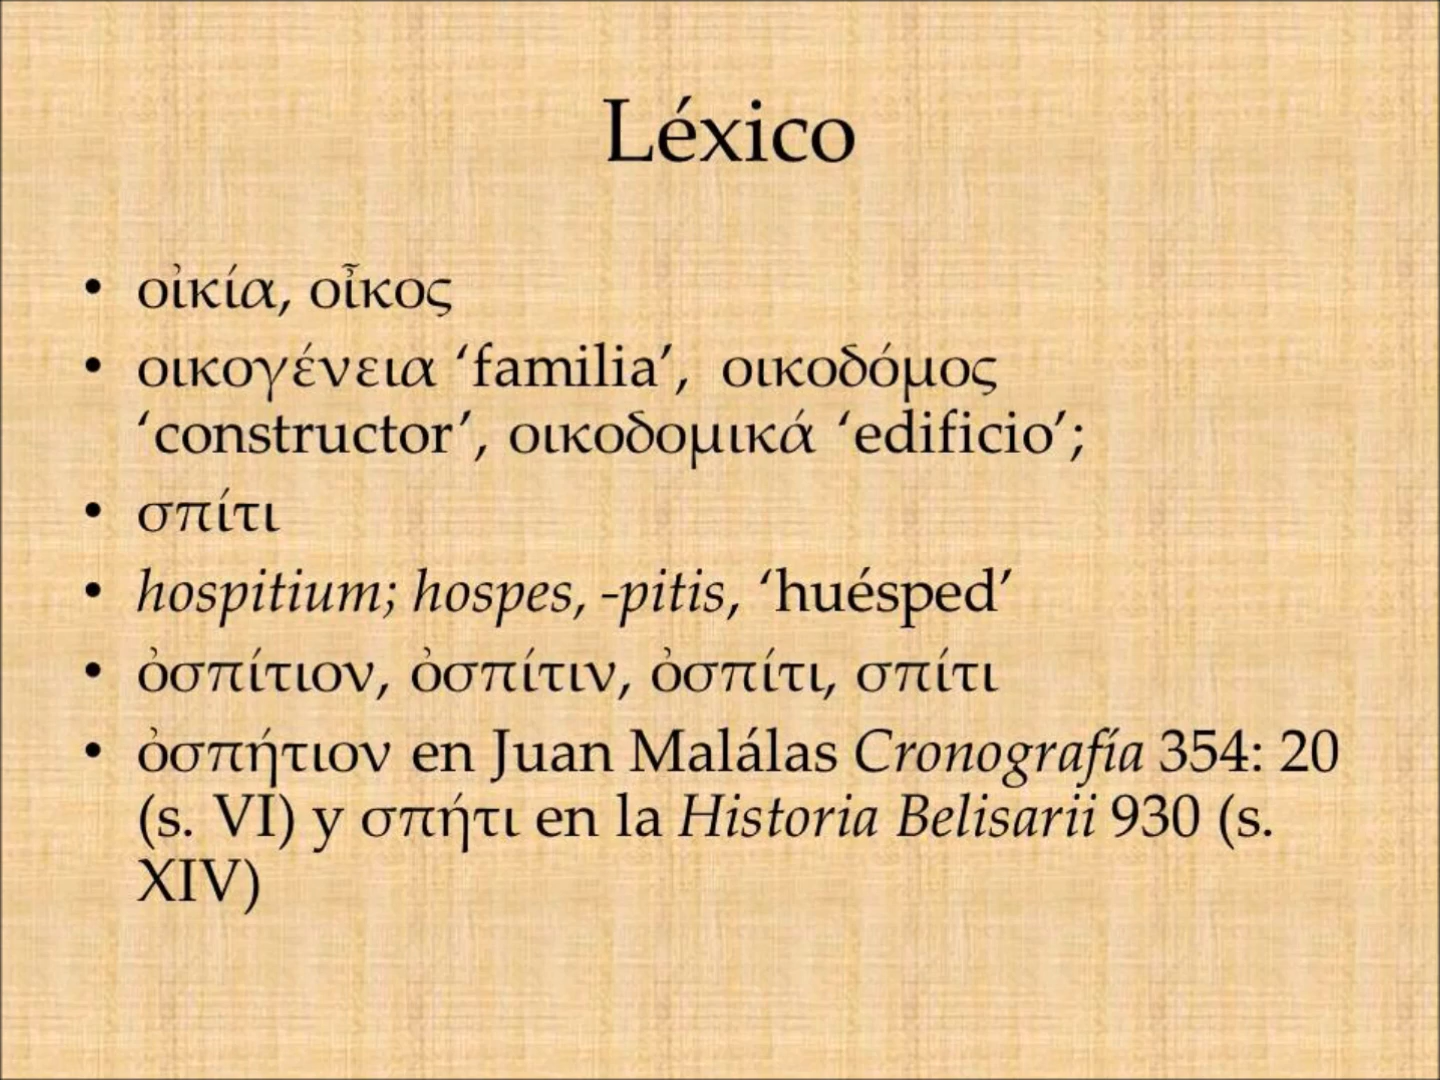 Léxico
• οἰκία, οἶκος
• οικογένεια ‘familia’, οικοδόμος
‘constructor’, οικοδομικά ‘edificio’;
• σπίτι
• hospitium; hospes, -pitis, ‘huésped’
• ὀσπίτιον, ὀσπίτιν, ὀσπίτι, σπίτι
• ὀσπήτιον en Juan Malálas Cronografía 354: 20
(s. VI) y σπήτι en la Historia Belisarii 930 (s.
XIV)